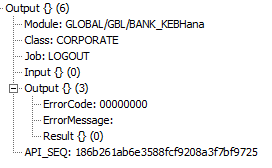 Output {} (6)
Module: GLOBAL/GBL/BANK_KEBHana
Class: CORPORATE
Job: LOGOUT
Input {} (0)
Output {} (3)
ErrorCode: 00000000
ErrorMessage:
Result {} (0)
API_SEQ: 186b261ab6e3588fcf9208a3f7bf9725